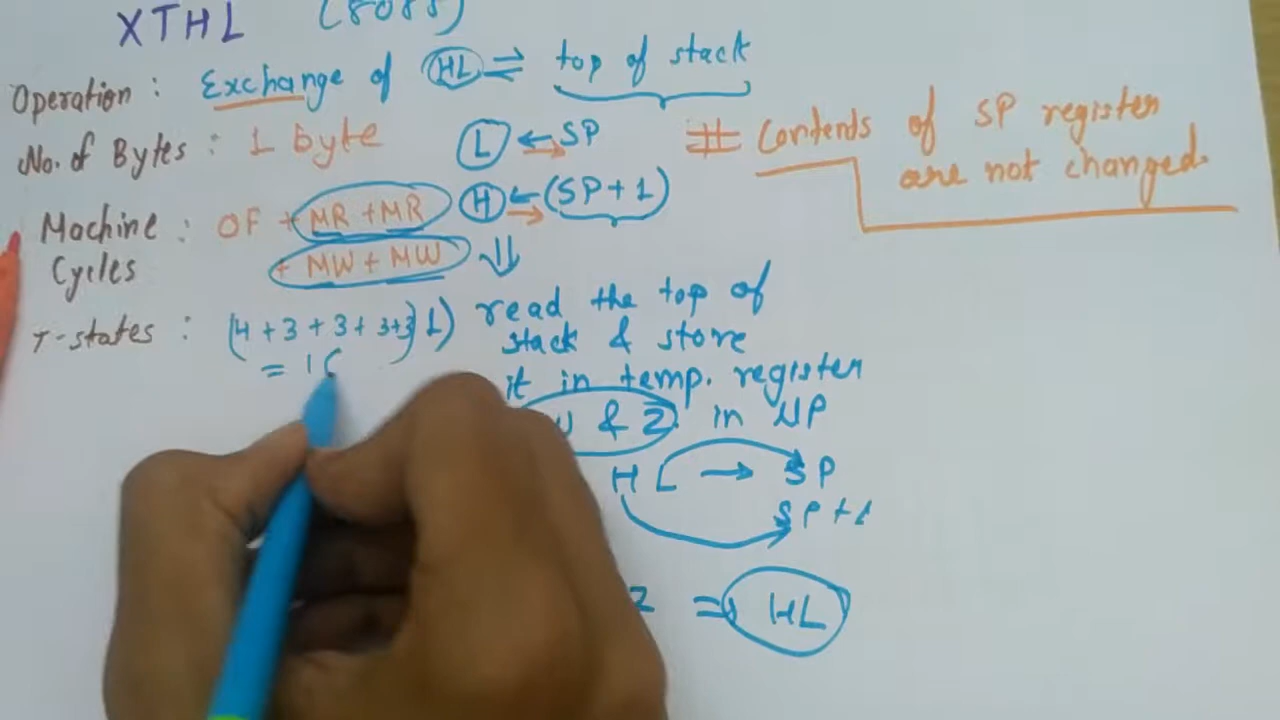 XTHL (8085)
Operation : Exchange of HL ⇌ top of stack
No. of Bytes : 1 byte
L ← SP
→
H ← (SP+1)
→
# Contents of SP register
are not changed.
Machine Cycles : OF + MR + MR
+ MW + MW
⇓
read the top of
stack & store
it in temp. register
& Z in μP
T-states : (4 + 3 + 3 + 3+3)
= 16
H L → SP
SP + 1
Z ⇒ HL